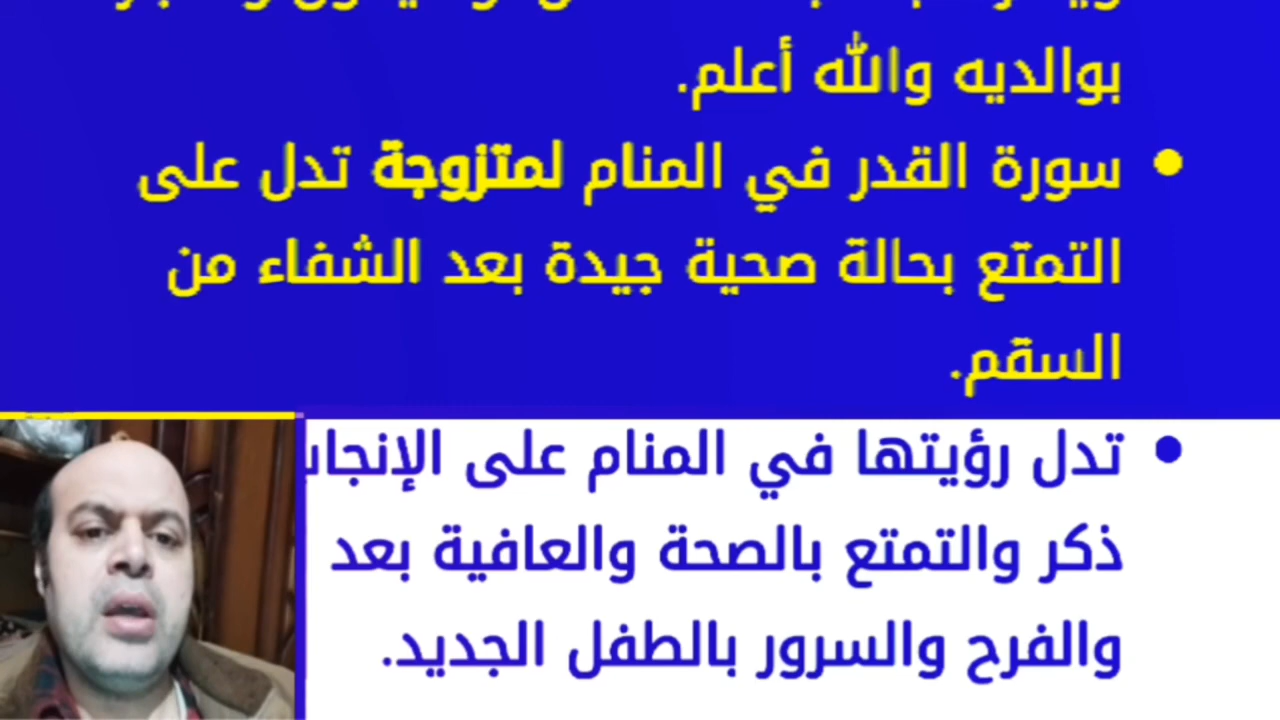 بوالديه والله أعلم.
سورة القدر في المنام لمتزوجة تدل على
التمتع بحالة صحية جيدة بعد الشفاء من
السقم.
تدل رؤيتها في المنام على
ذكر والتمتع بالصحة والعافية بعد
والفرح والسرور بالطفل الجديد.